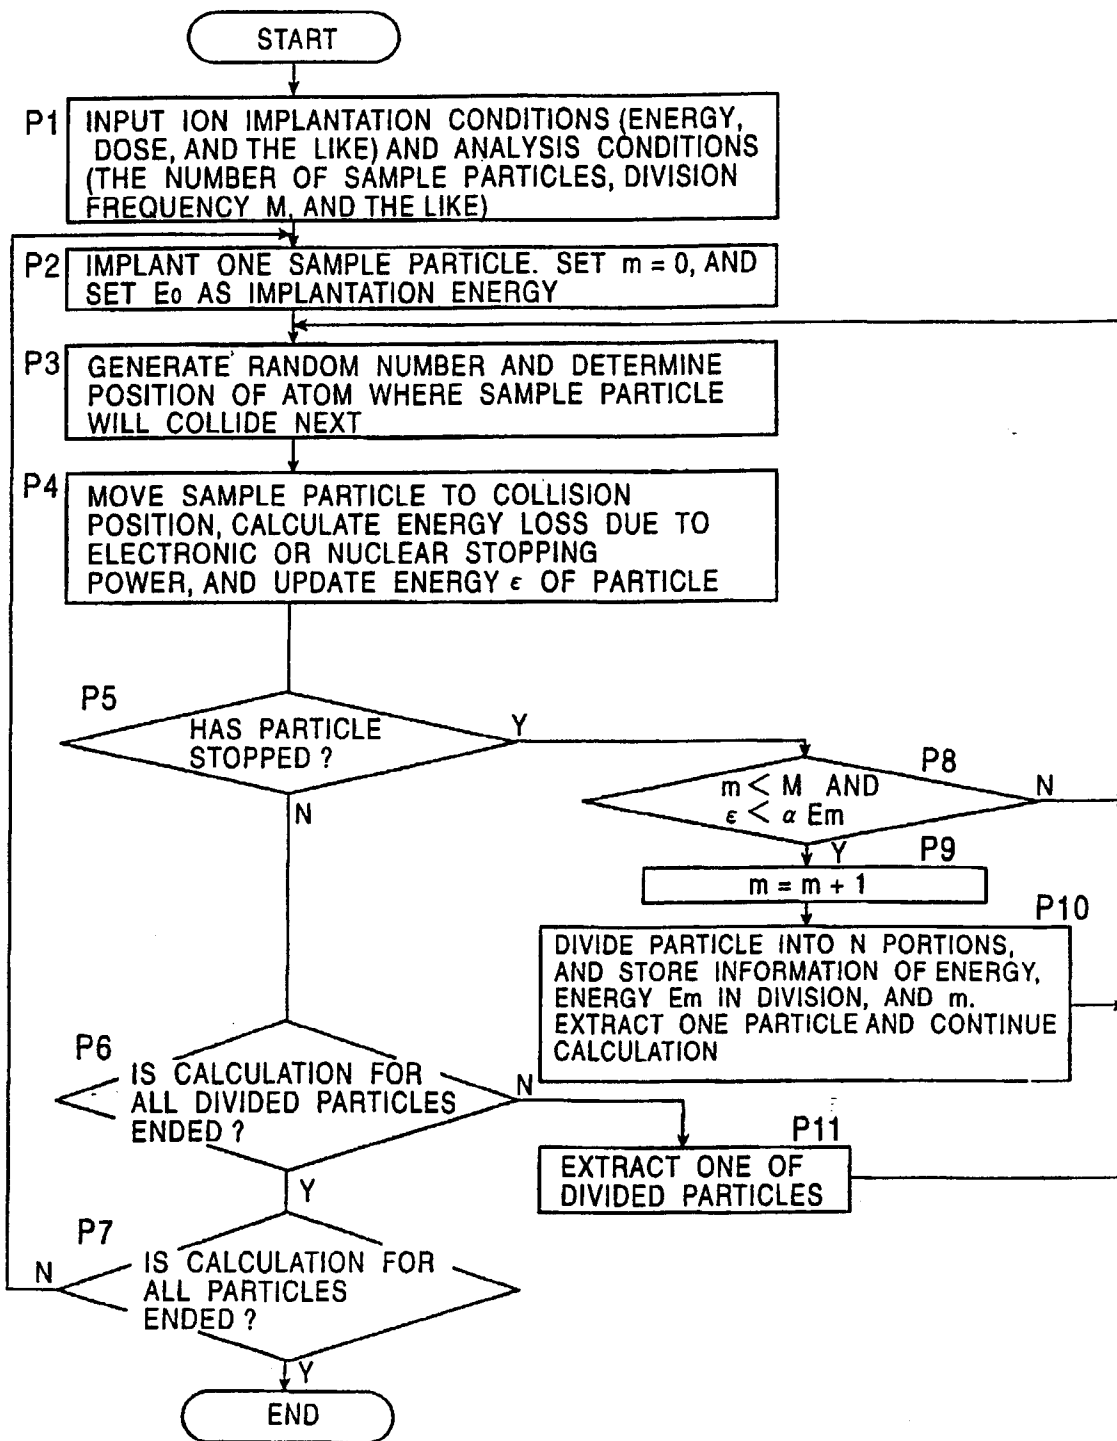 START
P1
INPUT ION IMPLANTATION CONDITIONS (ENERGY,
DOSE, AND THE LIKE) AND ANALYSIS CONDITIONS
(THE NUMBER OF SAMPLE PARTICLES, DIVISION
FREQUENCY M, AND THE LIKE)
P2
IMPLANT ONE SAMPLE PARTICLE. SET m = 0, AND
SET E0 AS IMPLANTATION ENERGY
P3
GENERATE RANDOM NUMBER AND DETERMINE
POSITION OF ATOM WHERE SAMPLE PARTICLE
WILL COLLIDE NEXT
P4
MOVE SAMPLE PARTICLE TO COLLISION
POSITION, CALCULATE ENERGY LOSS DUE TO
ELECTRONIC OR NUCLEAR STOPPING
POWER, AND UPDATE ENERGY ε OF PARTICLE
P5
HAS PARTICLE
STOPPED ?
Y
N
P8
m < M AND
ε < α Em
N
Y
P9
m = m + 1
P10
DIVIDE PARTICLE INTO N PORTIONS,
AND STORE INFORMATION OF ENERGY,
ENERGY Em IN DIVISION, AND m.
EXTRACT ONE PARTICLE AND CONTINUE
CALCULATION
P6
IS CALCULATION FOR
ALL DIVIDED PARTICLES
ENDED ?
N
Y
P11
EXTRACT ONE OF
DIVIDED PARTICLES
P7
IS CALCULATION FOR
ALL PARTICLES
ENDED ?
N
Y
END